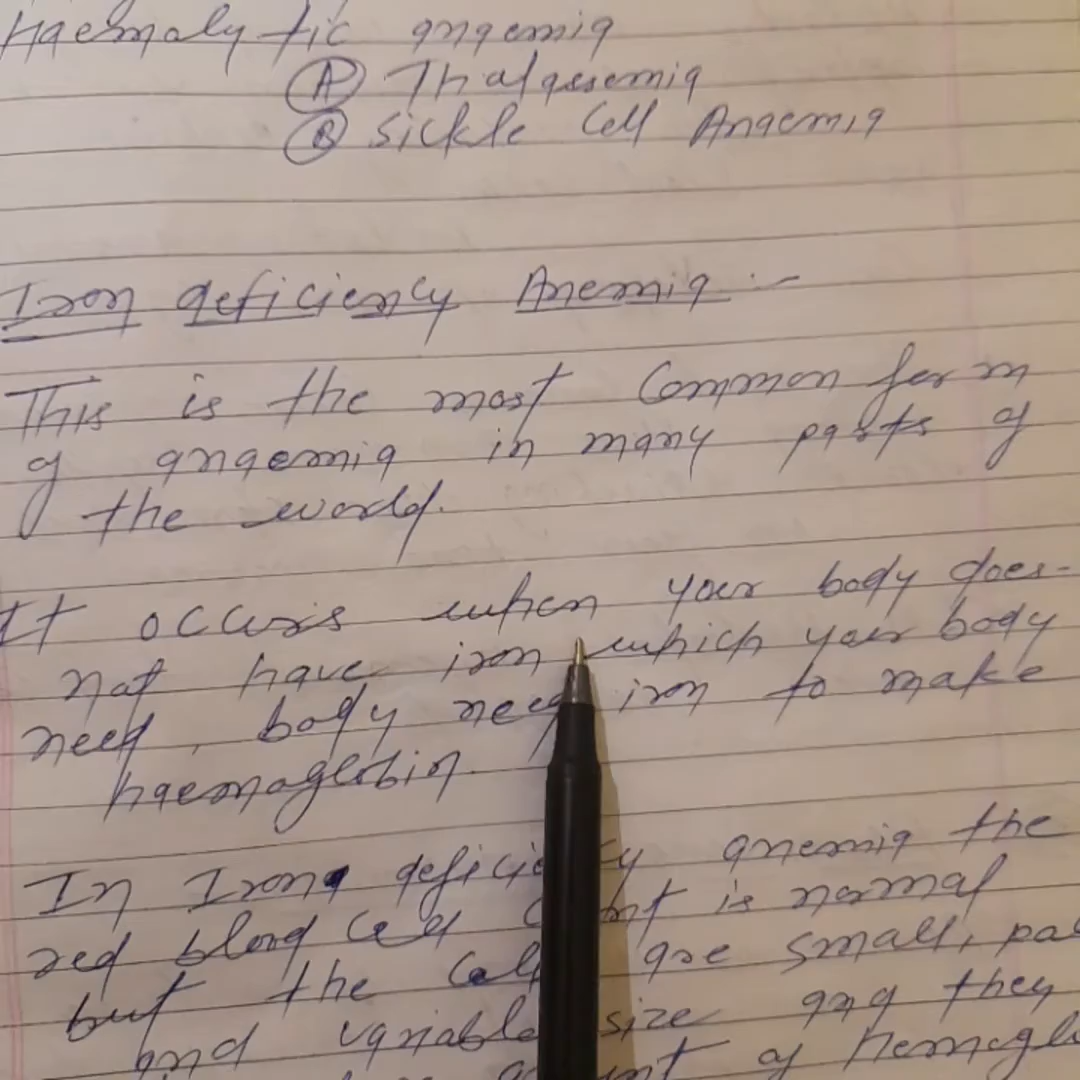 Haemolytic anaemia
Ⓐ Thalassemia
Ⓑ Sickle Cell Anaemia
Iron deficiency Anemia :-
This is the most Common form
of anaemia in many parts of
the world.
It occurs when your body does-
not have iron which your body
need, body need iron to make
haemoglobin.
In Iron deficiency anemia the
red blood Cell count is normal
but the Cell are small, pa
and variable size and they
of hemogl